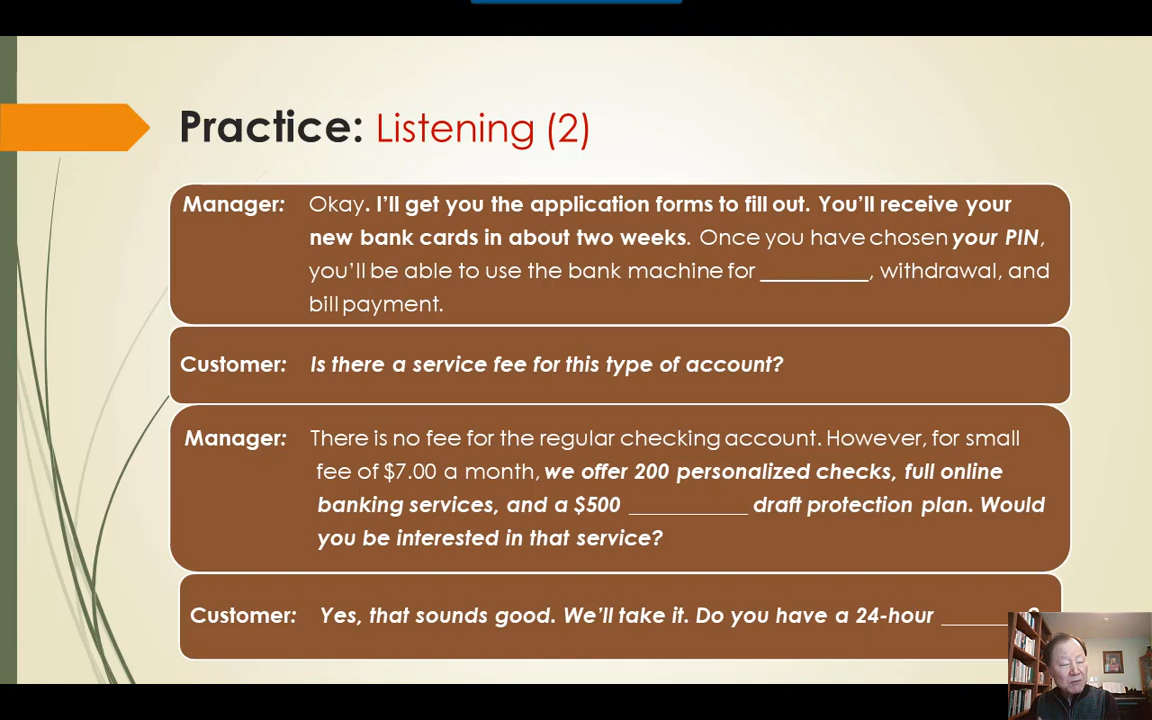 Practice: Listening (2)
Manager: Okay. I'll get you the application forms to fill out. You'll receive your
new bank cards in about two weeks. Once you have chosen your PIN,
you'll be able to use the bank machine for __________, withdrawal, and
bill payment.
Customer: Is there a service fee for this type of account?
Manager: There is no fee for the regular checking account. However, for small
fee of $7.00 a month, we offer 200 personalized checks, full online
banking services, and a $500 ___________ draft protection plan. Would
you be interested in that service?
Customer: Yes, that sounds good. We'll take it. Do you have a 24-hour ________?